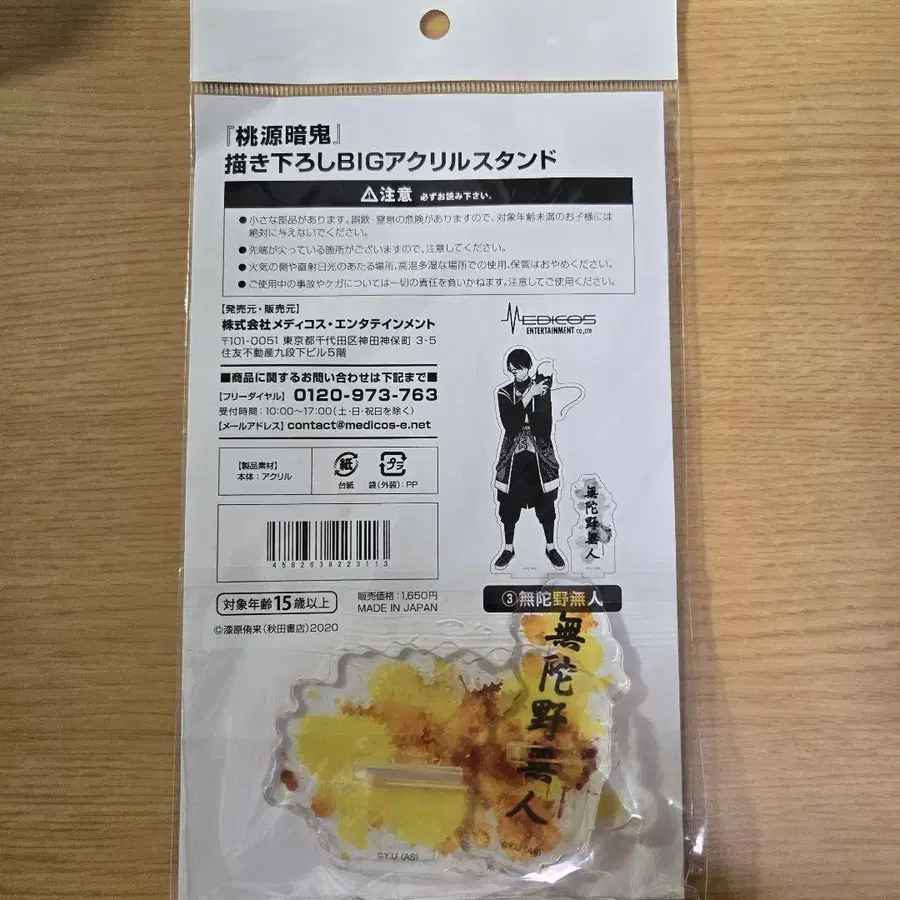 『桃源暗鬼』
描き下ろしBIGアクリルスタンド
⚠注意 必ずお読み下さい。
●小さな部品があります。誤飲・窒息の危険がありますので、対象年齢未満のお子様には
絶対に与えないでください。
●先端が尖っている箇所がございますので、注意してください。
●火気の側や直射日光のあたる場所、高温多湿な場所での使用、保管はおやめください。
●ご使用中の事故やケガについては一切の責任を負いかねます。注意してご使用ください。
【発売元・販売元】
株式会社メディコス・エンタテインメント
〒101-0051 東京都千代田区神田神保町 3-5
住友不動産九段下ビル5階
MEDICOS
ENTERTAINMENT CO.,LTD
■商品に関するお問い合わせは下記まで■
【フリーダイヤル】 0120-973-763
受付時間：10:00～17:00（土・日・祝日を除く）
【メールアドレス】 contact@medicos-e.net
【製品素材】
本体：アクリル
紙
台紙
プラ
袋（外装）：PP
無陀野無人
4582638223113
対象年齢15歳以上
販売価格：1,650円
MADE IN JAPAN
③無陀野無人
©漆原侑来（秋田書店）2020
無陀野無人
©Y.U (AS)
©Y.U (AS)